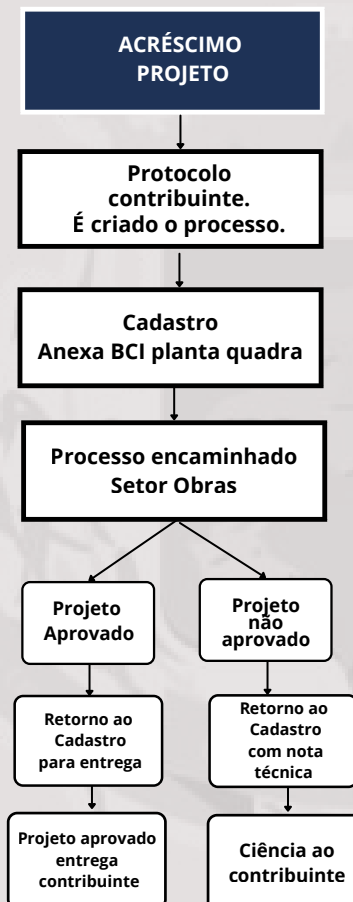 ACRÉSCIMO
PROJETO
Protocolo
contribuinte.
É criado o processo.
Cadastro
Anexa BCI planta quadra
Processo encaminhado
Setor Obras
Projeto
Aprovado
Projeto
não
aprovado
Retorno ao
Cadastro
para entrega
Retorno ao
Cadastro
com nota
técnica
Projeto aprovado
entrega
contribuinte
Ciência ao
contribuinte